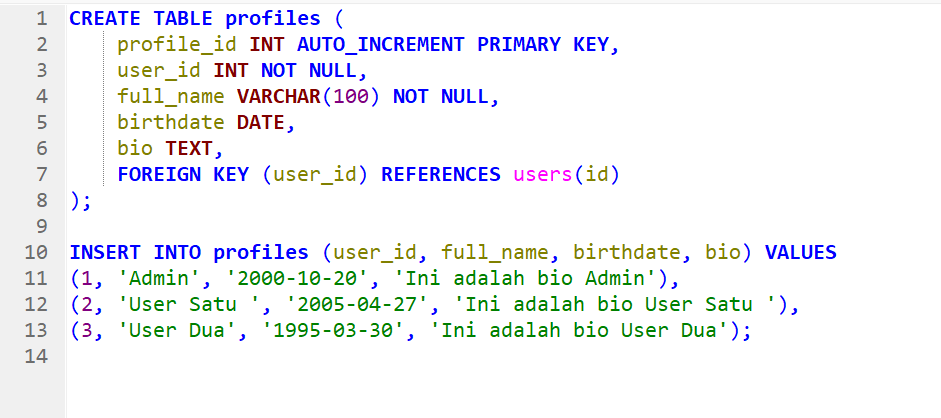 1 CREATE TABLE profiles (
2 profile_id INT AUTO_INCREMENT PRIMARY KEY,
3 user_id INT NOT NULL,
4 full_name VARCHAR(100) NOT NULL,
5 birthdate DATE,
6 bio TEXT,
7 FOREIGN KEY (user_id) REFERENCES users(id)
8 );
9
10 INSERT INTO profiles (user_id, full_name, birthdate, bio) VALUES
11 (1, 'Admin', '2000-10-20', 'Ini adalah bio Admin'),
12 (2, 'User Satu ', '2005-04-27', 'Ini adalah bio User Satu '),
13 (3, 'User Dua', '1995-03-30', 'Ini adalah bio User Dua');
14